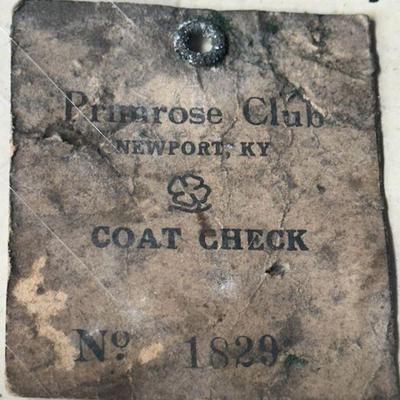 Primrose Club
NEWPORT, KY
COAT CHECK
Nº 1829